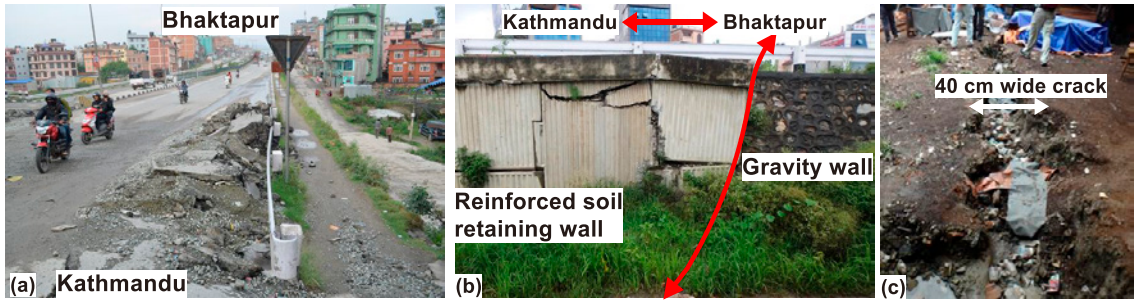 Bhaktapur
Kathmandu
(a)
Kathmandu
Bhaktapur
Gravity wall
Reinforced soil
retaining wall
(b)
40 cm wide crack
(c)